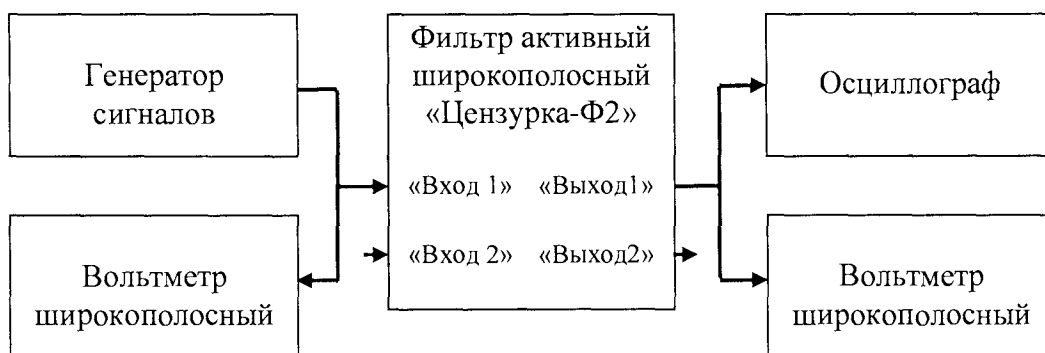 Генератор
сигналов
Фильтр активный
широкополосный
«Цензурка-Ф2»
Осциллограф
«Вход 1» «Выход1»
«Вход 2» «Выход2»
Вольтметр
широкополосный
Вольтметр
широкополосный